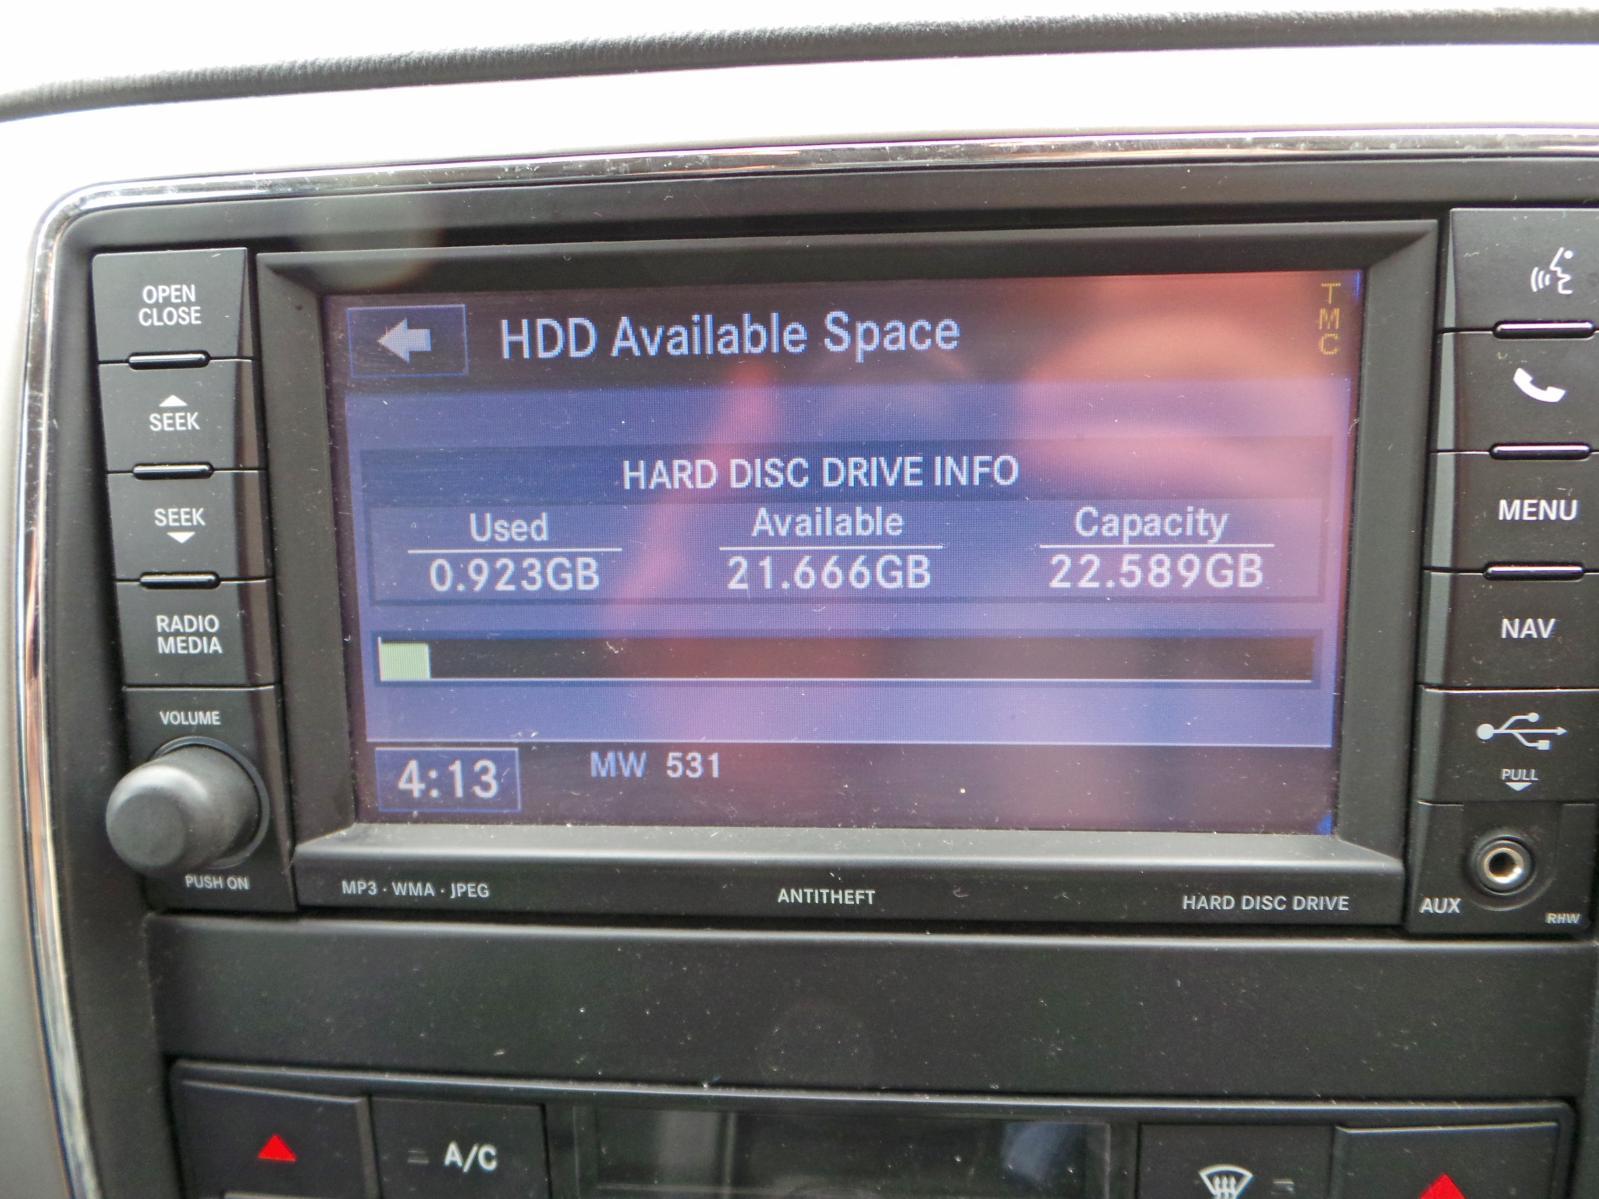 OPEN
CLOSE
SEEK
SEEK
RADIO
MEDIA
VOLUME
PUSH ON
HDD Available Space
TMC
HARD DISC DRIVE INFO
Used Available Capacity
0.923GB 21.666GB 22.589GB
4:13 MW 531
MP3 · WMA · JPEG ANTITHEFT HARD DISC DRIVE
MENU
NAV
PULL
AUX
RHW
A/C